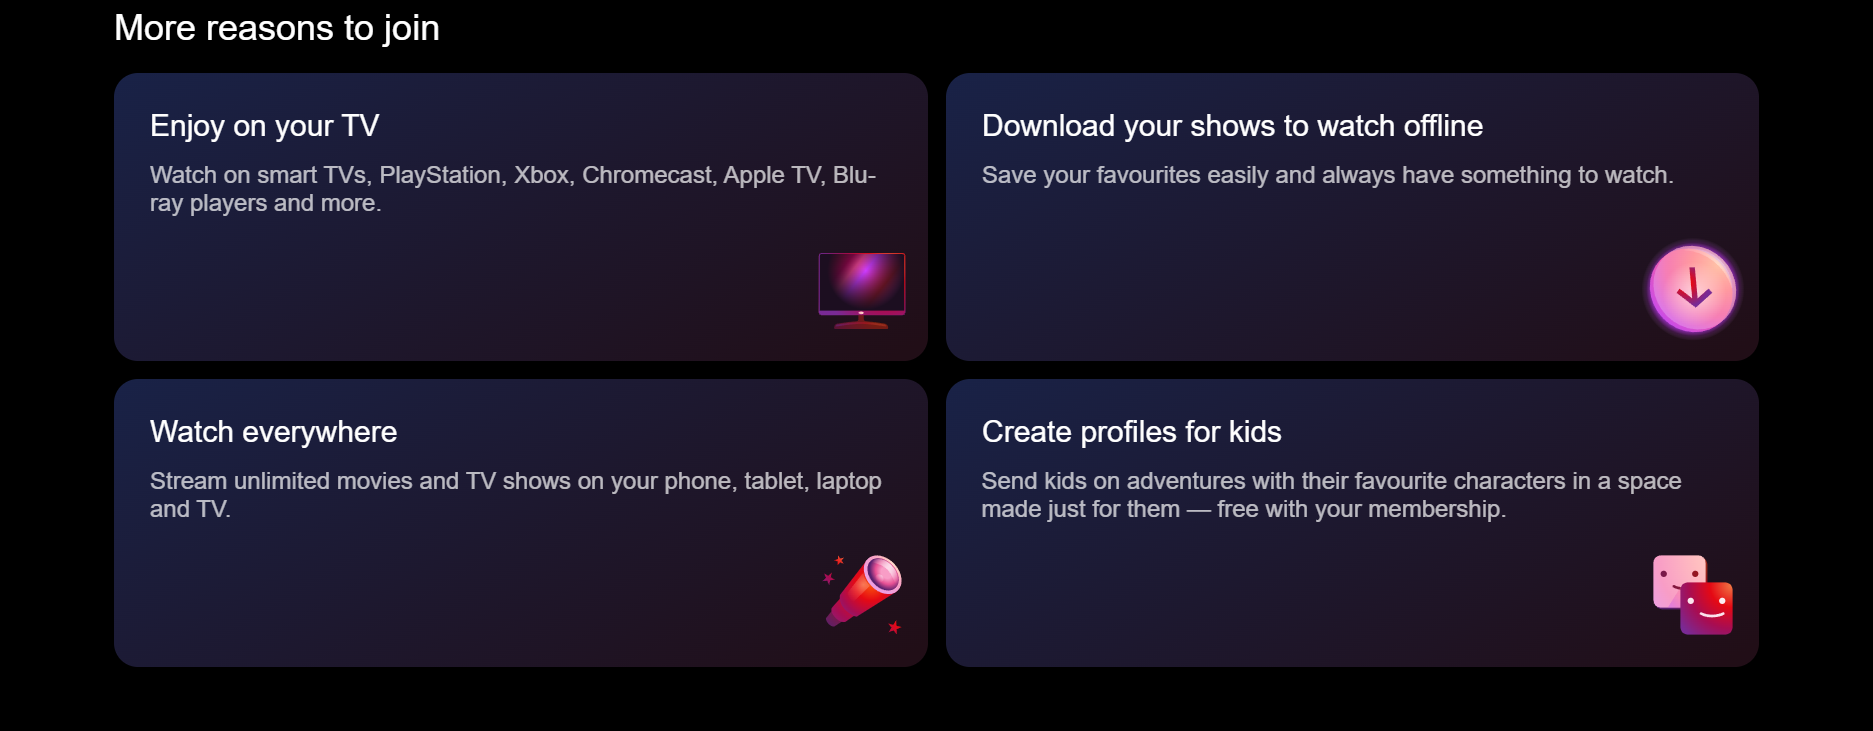 More reasons to join
Enjoy on your TV
Watch on smart TVs, PlayStation, Xbox, Chromecast, Apple TV, Blu-
ray players and more.
Download your shows to watch offline
Save your favourites easily and always have something to watch.
Watch everywhere
Stream unlimited movies and TV shows on your phone, tablet, laptop
and TV.
Create profiles for kids
Send kids on adventures with their favourite characters in a space
made just for them — free with your membership.